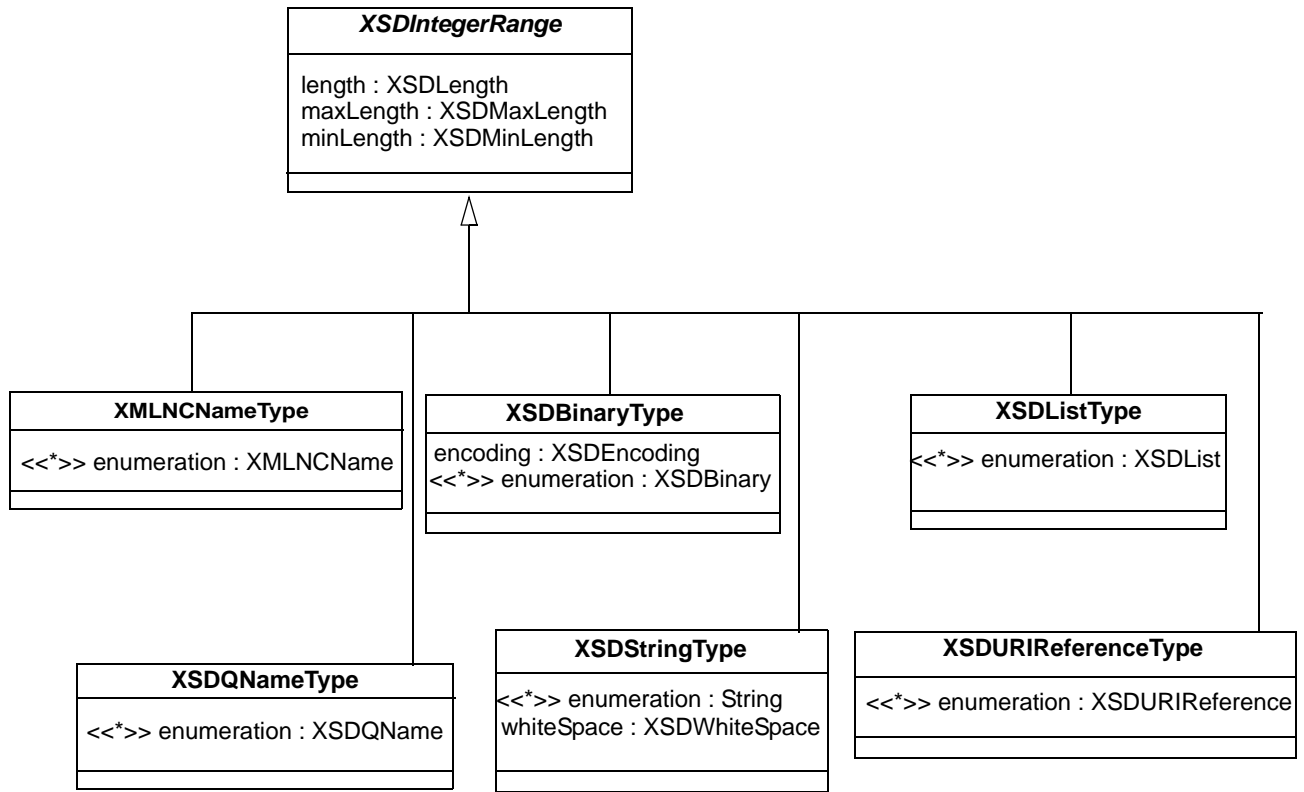 XSDIntegerRange
length : XSDLength
maxLength : XSDMaxLength
minLength : XSDMinLength
XMLNCNameType
<<*>> enumeration : XMLNCName
XSDBinaryType
encoding : XSDEncoding
<<*>> enumeration : XSDBinary
XSDListType
<<*>> enumeration : XSDList
XSDQNameType
<<*>> enumeration : XSDQName
XSDStringType
<<*>> enumeration : String
whiteSpace : XSDWhiteSpace
XSDURIReferenceType
<<*>> enumeration : XSDURIReference